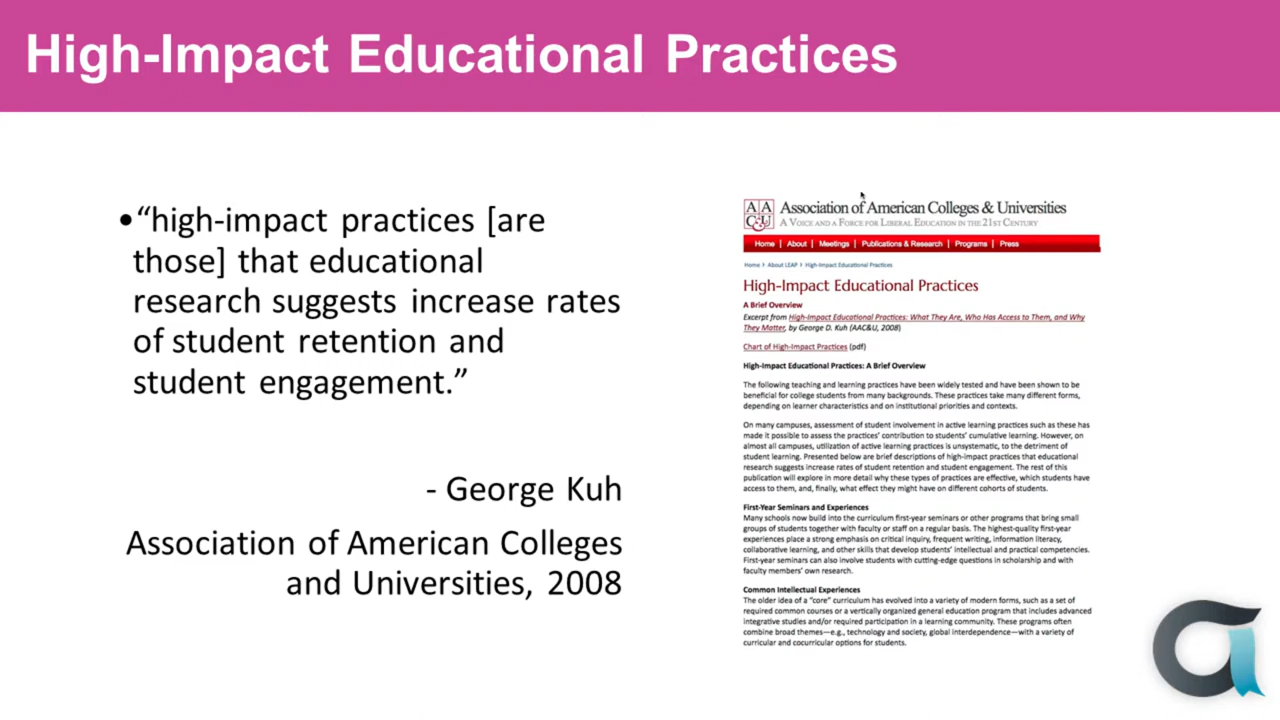 High-Impact Educational Practices
•“high-impact practices [are
those] that educational
research suggests increase rates
of student retention and
student engagement.”
- George Kuh
Association of American Colleges
and Universities, 2008
AA
C&U
Association of American Colleges & Universities
A Voice and a Force for Liberal Education in the 21st Century
Home | About | Meetings | Publications & Research | Programs | Press
Home > About LEAP > High-Impact Educational Practices
High-Impact Educational Practices
A Brief Overview
Excerpt from High-Impact Educational Practices: What They Are, Who Has Access to Them, and Why
They Matter, by George D. Kuh (AAC&U, 2008)
Chart of High-Impact Practices (pdf)
High-Impact Educational Practices: A Brief Overview
The following teaching and learning practices have been widely tested and have been shown to be
beneficial for college students from many backgrounds. These practices take many different forms,
depending on learner characteristics and on institutional priorities and contexts.
On many campuses, assessment of student involvement in active learning practices such as these has
made it possible to assess the practices’ contribution to students’ cumulative learning. However, on
almost all campuses, utilization of active learning practices is unsystematic, to the detriment of
student learning. Presented below are brief descriptions of high-impact practices that educational
research suggests increase rates of student retention and student engagement. The rest of this
publication will explore in more detail why these types of practices are effective, which students have
access to them, and, finally, what effect they might have on different cohorts of students.
First-Year Seminars and Experiences
Many schools now build into the curriculum first-year seminars or other programs that bring small
groups of students together with faculty or staff on a regular basis. The highest-quality first-year
experiences place a strong emphasis on critical inquiry, frequent writing, information literacy,
collaborative learning, and other skills that develop students’ intellectual and practical competencies.
First-year seminars can also involve students with cutting-edge questions in scholarship and with
faculty members’ own research.
Common Intellectual Experiences
The older idea of a “core” curriculum has evolved into a variety of modern forms, such as a set of
required common courses or a vertically organized general education program that includes advanced
integrative studies and/or required participation in a learning community. These programs often
combine broad themes—e.g., technology and society, global interdependence—with a variety of
curricular and cocurricular options for students.